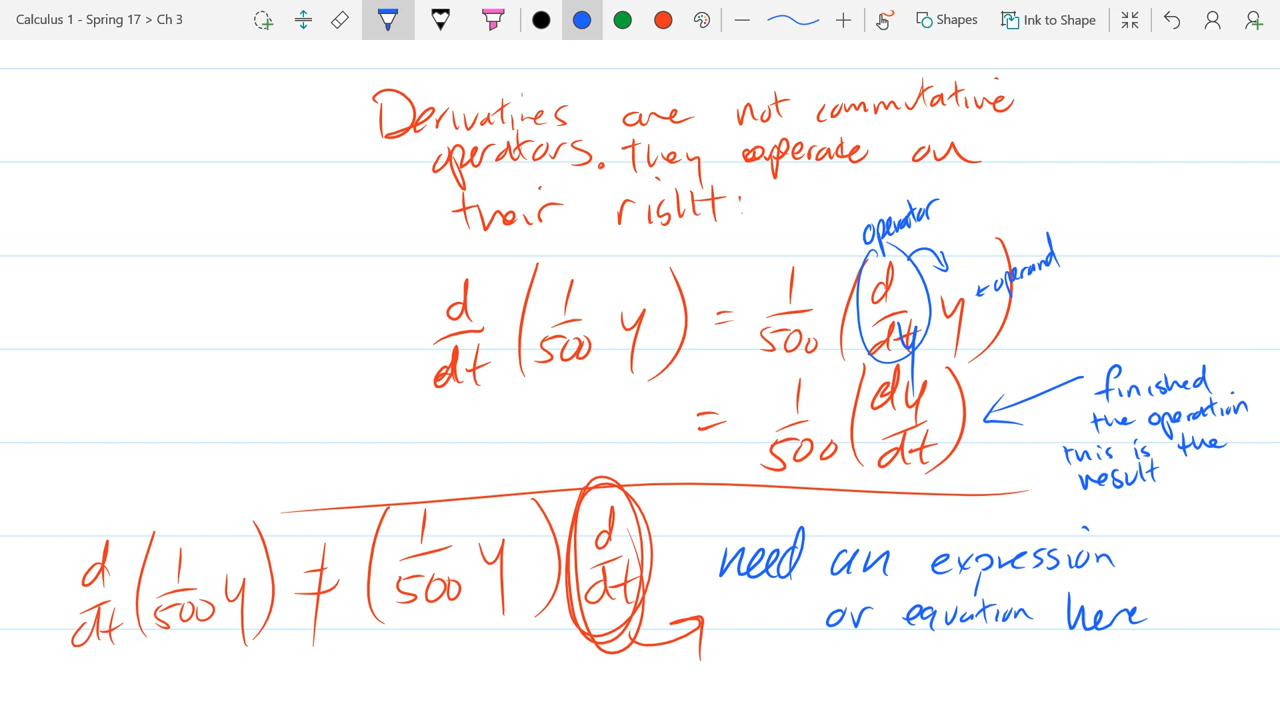 Calculus 1 - Spring 17 > Ch 3
Shapes
Ink to Shape
Derivatives are not commutative
operators. They operate on
their right:
operator
operand
d/dt (1/500 y) = 1/500 (d/dt y)
= 1/500 (dy/dt)
finished
the operation
this is the
result
d/dt (1/500 y) ≠ (1/500 y) (d/dt)
need an expression
or equation here